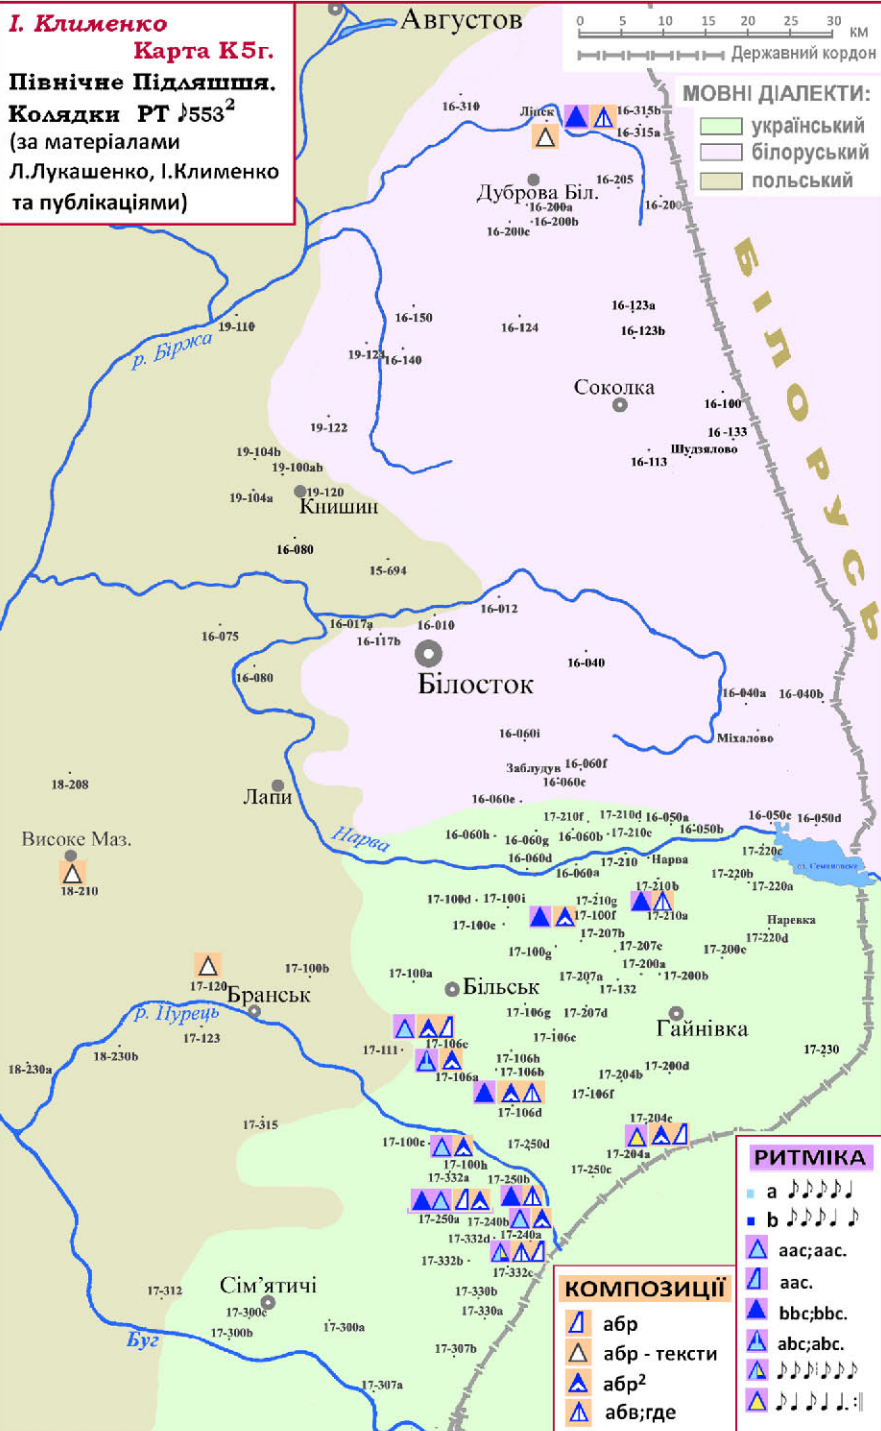 І. Клименко
Карта К5г.
Північне Підляшшя.
Колядки РТ ♪553²
(за матеріалами
Л.Лукашенко, І.Клименко
та публікаціями)
Августов
0 5 10 15 20 30
км
Державний кордон
МОВНІ ДІАЛЕКТИ:
український
білоруський
польський
16-310
Ліпск
16-315b
16-315a
Дуброва Біл.
16-205
16-200
16-200a
16-200b
16-200c
БІЛОРУСЬ
19-110
р. Біржа
16-150
16-124
16-123a
16-123b
19-121
16-140
Соколка
16-100
19-122
16-133
Шудзялово
16-113
19-104b
19-100ab
19-104a
19-120
Книшин
16-080
15-694
16-012
16-075
16-017a
16-010
16-117b
16-080
Білосток
16-040
16-040a
16-040b
16-060i
Міхалово
Заблудув
16-060f
16-060c
18-208
Лапи
16-060e
Нарва
17-210f
17-210d
16-050a
16-050c
16-050d
16-060h
16-060g
16-060b
17-210c
16-050b
Високе Маз.
17-210
Нарва
17-220c
16-060d
16-060a
оз. Семяновске
18-210
17-210b
17-220b
17-220a
17-100d
17-100i
17-210g
17-100f
17-210a
17-100e
17-207b
Наревка
17-220d
17-100g
17-207c
17-200c
17-120
17-100b
17-100a
17-207a
17-200a
17-200b
17-132
Більськ
Бранськ
р. Нурець
17-106g
17-207d
Гайнівка
17-123
17-106c
17-106e
17-111
17-230
18-230a
18-230b
17-106h
17-106a
17-106b
17-204b
17-200d
17-106f
17-106d
17-315
17-204c
17-100c
17-250d
17-204a
17-100h
17-332a
17-250b
17-250c
17-250a
17-240b
17-332d
17-240a
17-332b
17-332c
Сім’ятичі
17-312
17-330b
17-300c
17-330a
17-300b
17-300a
Буг
17-307b
17-307a
КОМПОЗИЦІЇ
абр
абр - тексти
абр²
абв;где
РИТМІКА
a ♪♪♪♪♩
b ♪♪♪♩ ♪
aac;aac.
aac.
bbc;bbc.
abc;abc.